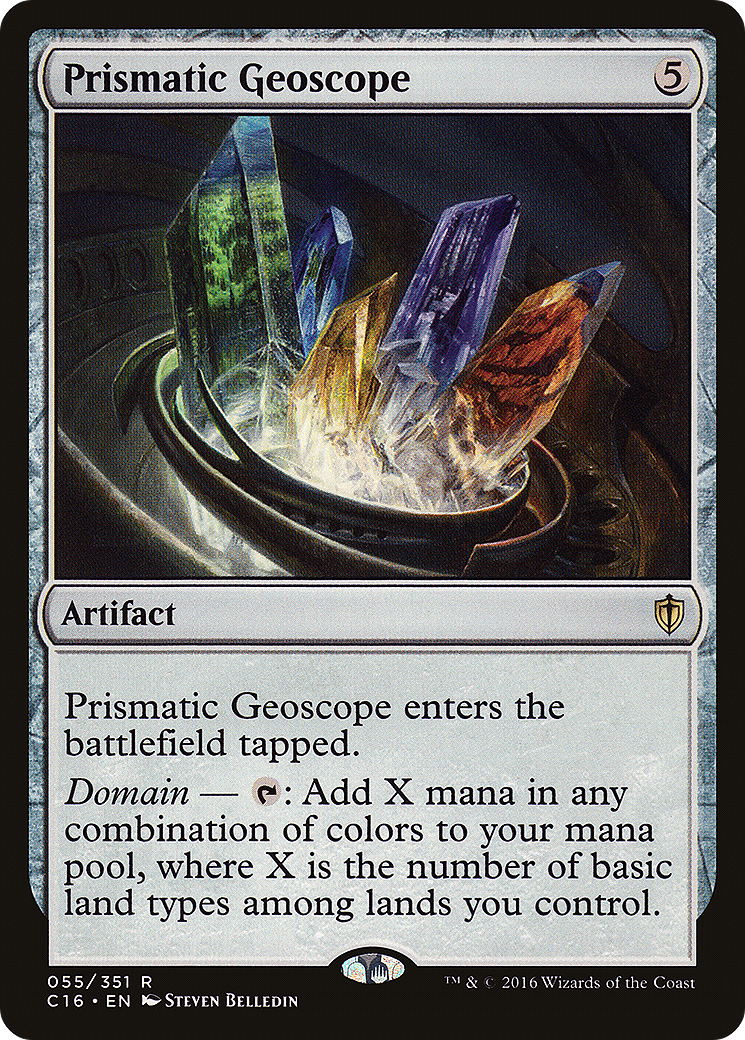 Prismatic Geoscope 5
Artifact
Prismatic Geoscope enters the
battlefield tapped.
Domain — : Add X mana in any
combination of colors to your mana
pool, where X is the number of basic
land types among lands you control.
055/351 R
C16 • EN Steven Belledin
™ & © 2016 Wizards of the Coast